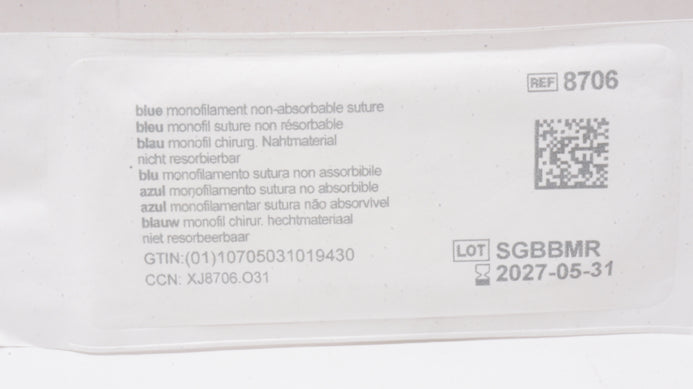 REF 8706
blue monofilament non-absorbable suture
bleu monofil suture non résorbable
blau monofil chirurg. Nahtmaterial
nicht resorbierbar
blu monofilamento sutura non assorbibile
azul monofilamento sutura no absorbible
azul monofilamentar sutura não absorvível
blauw monofil chirur. hechtmateriaal
niet resorbeerbaar
GTIN:(01)10705031019430
CCN: XJ8706.O31
LOT SGBBMR
2027-05-31